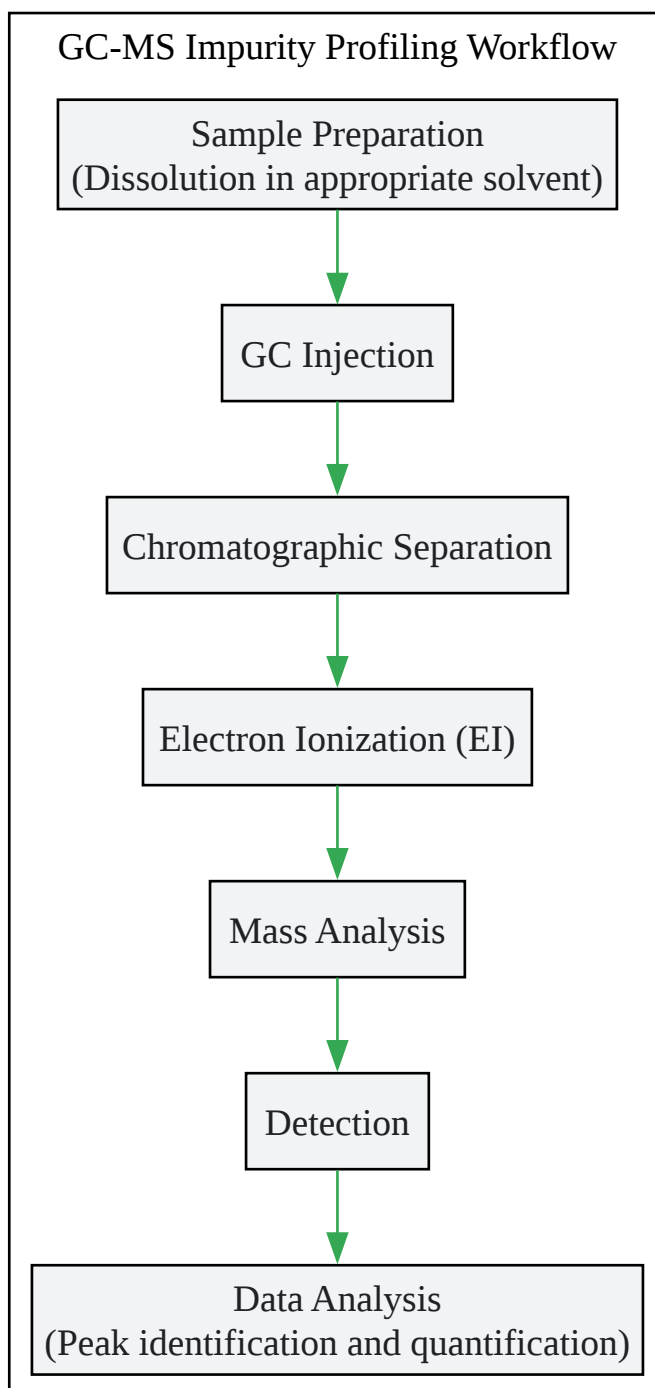 GC-MS Impurity Profiling Workflow
Sample Preparation
(Dissolution in appropriate solvent)
GC Injection
Chromatographic Separation
Electron Ionization (EI)
Mass Analysis
Detection
Data Analysis
(Peak identification and quantification)